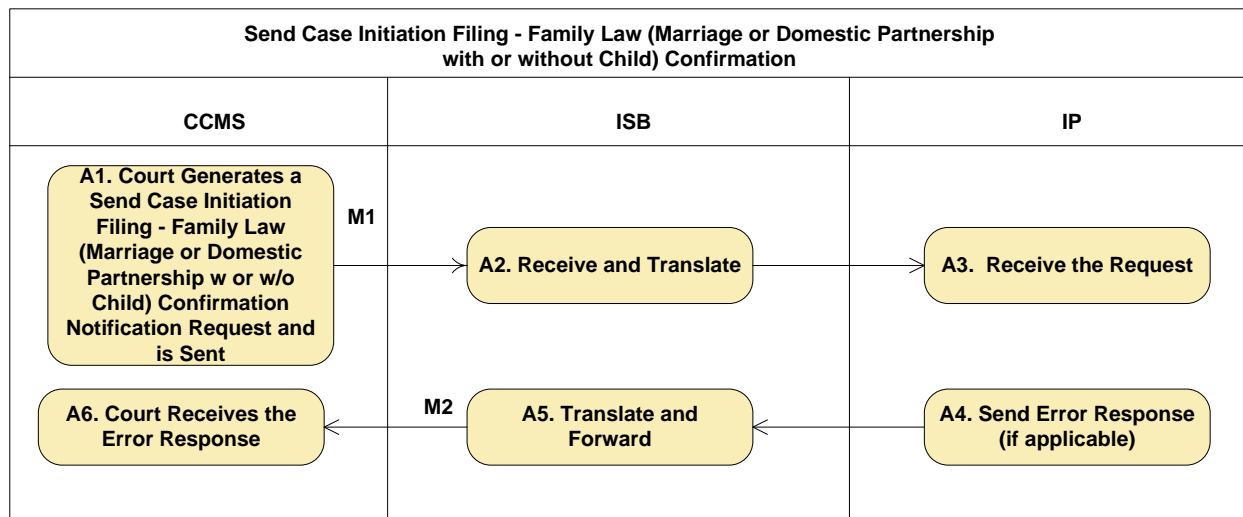 Send Case Initiation Filing - Family Law (Marriage or Domestic Partnership
with or without Child) Confirmation
CCMS
ISB
IP
A1. Court Generates a
Send Case Initiation
Filing - Family Law
(Marriage or Domestic
Partnership w or w/o
Child) Confirmation
Notification Request and
is Sent
M1
A2. Receive and Translate
A3.  Receive the Request
A6. Court Receives the
Error Response
M2
A5. Translate and
Forward
A4. Send Error Response
(if applicable)